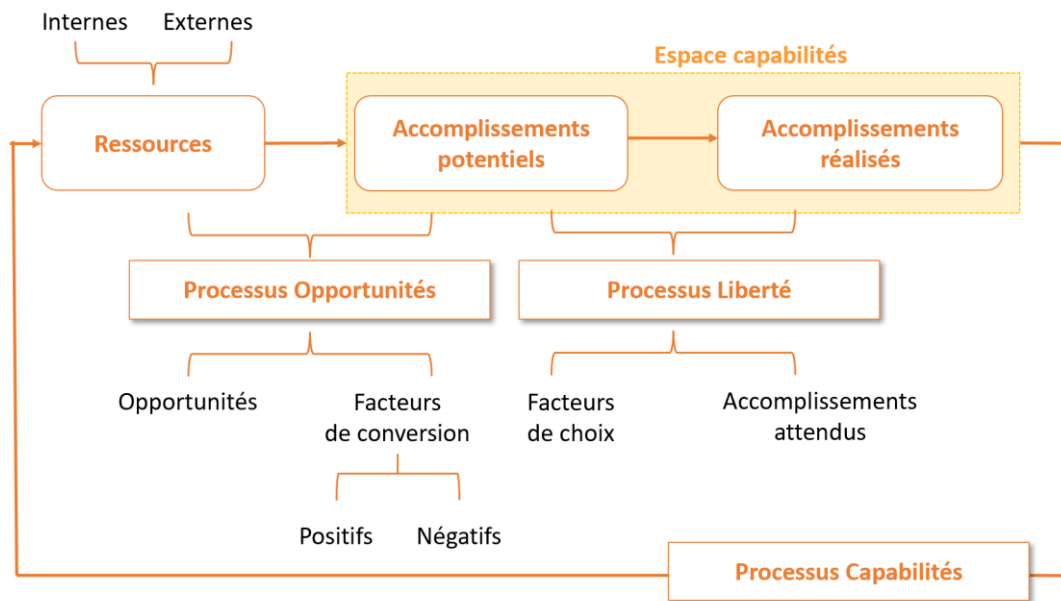 Internes
Externes
Espace capabilités
Ressources
Accomplissements
potentiels
Accomplissements
réalisés
Processus Opportunités
Processus Liberté
Opportunités
Facteurs
de conversion
Facteurs
de choix
Accomplissements
attendus
Positifs
Négatifs
Processus Capabilités